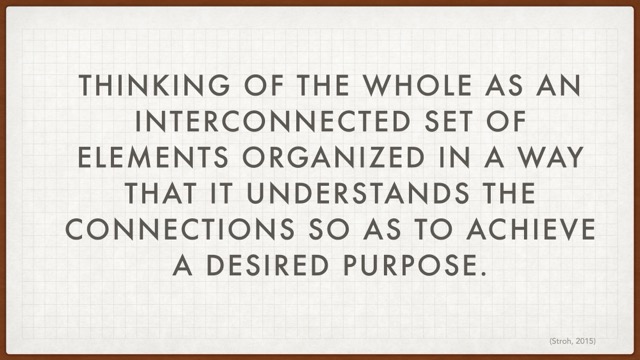 THINKING OF THE WHOLE AS AN
INTERCONNECTED SET OF
ELEMENTS ORGANIZED IN A WAY
THAT IT UNDERSTANDS THE
CONNECTIONS SO AS TO ACHIEVE
A DESIRED PURPOSE.
(Stroh, 2015)